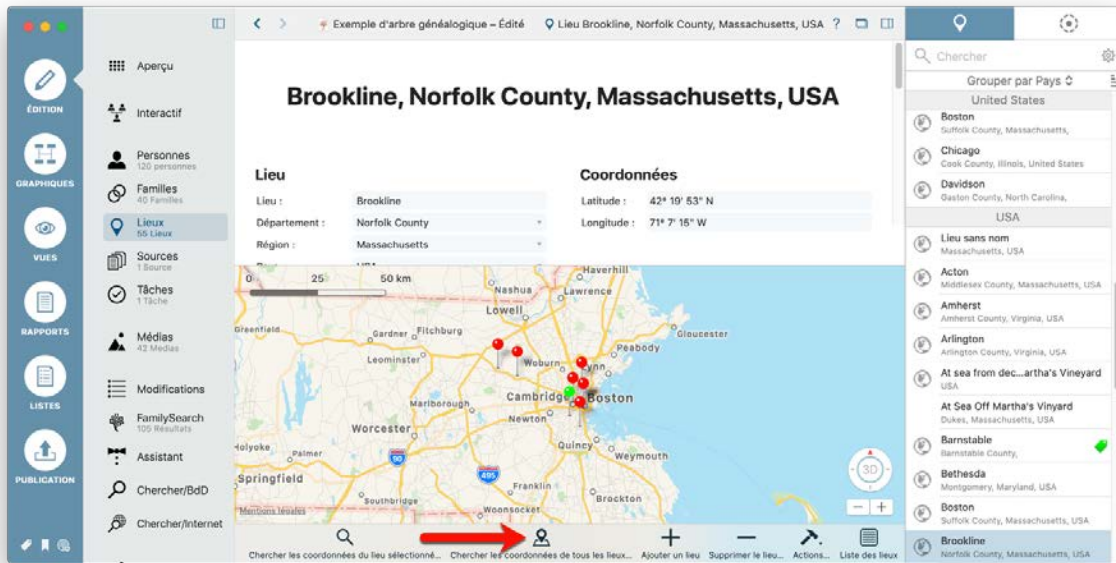 Exemple d'arbre généalogique – Édité
Lieu Brookline, Norfolk County, Massachusetts, USA
?
ÉDITION
GRAPHIQUES
VUES
RAPPORTS
LISTES
PUBLICATION
Aperçu
Interactif
Personnes
120 personnes
Familles
40 Familles
Lieux
55 Lieux
Sources
1 Source
Tâches
1 Tâche
Médias
42 Medias
Modifications
FamilySearch
105 Résultats
Assistant
Chercher/BdD
Chercher/Internet
Brookline, Norfolk County, Massachusetts, USA
Lieu
Lieu : Brookline
Département : Norfolk County
Région : Massachusetts
Coordonnées
Latitude : 42° 19' 53" N
Longitude : 71° 7' 15" W
0 25 50 km
Haverhill
Nashua
Lawrence
Lowell
Greenfield
Gardner
Fitchburg
Gloucester
Leominster
Peabody
Woburn
Lynn
Cambridge
Boston
Marlborough
Newton
Worcester
Holyoke
Palmer
90
Quincy
Weymouth
495
Springfield
Franklin
Southbridge
Brockton
Woonsocket
Mentions légales
3D
Chercher les coordonnées du lieu sélectionné...
Chercher les coordonnées de tous les lieux...
Ajouter un lieu
Supprimer le lieu...
Actions...
Liste des lieux
Chercher
Grouper par Pays
United States
Boston
Suffolk County, Massachusetts,
Chicago
Cook County, Illinois, United States
Davidson
Gaston County, North Carolina,
USA
Lieu sans nom
Massachusetts, USA
Acton
Middlesex County, Massachusetts, USA
Amherst
Amherst County, Virginia, USA
Arlington
Arlington County, Virginia, USA
At sea from dec...artha's Vineyard
USA
At Sea Off Martha's Vinyard
Dukes, Massachusetts, USA
Barnstable
Barnstable County,
Bethesda
Montgomery, Maryland, USA
Boston
Suffolk County, Massachusetts, USA
Brookline
Norfolk County, Massachusetts, USA